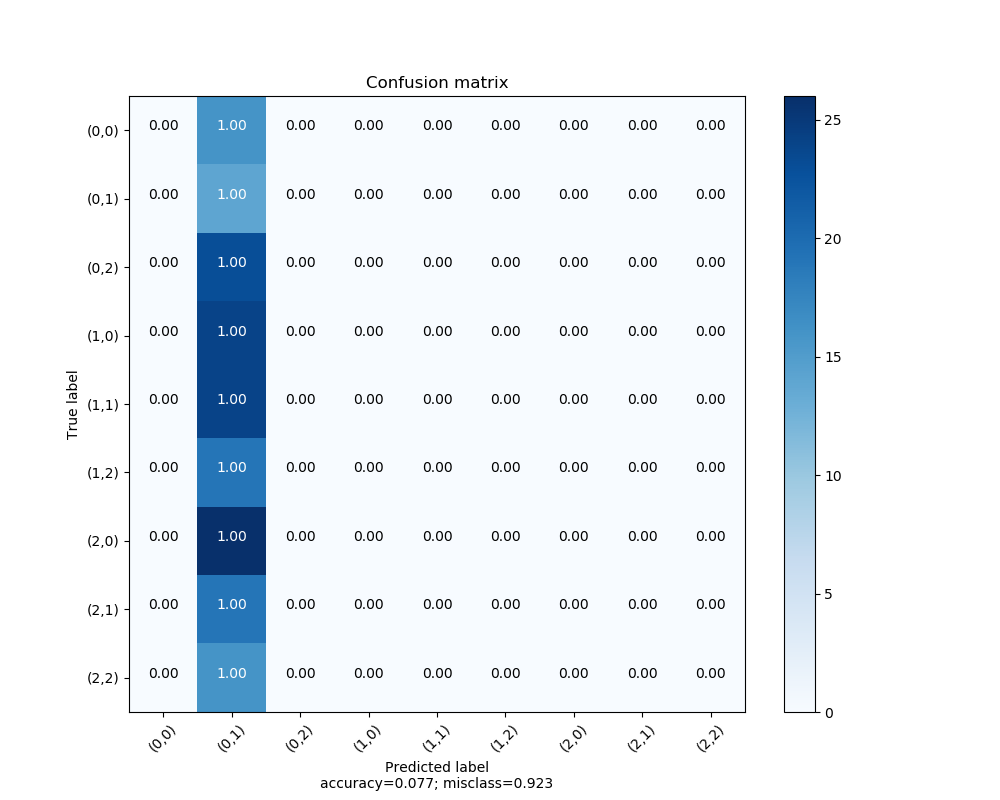 Confusion matrix
True label
(0,0) 0.00 1.00 0.00 0.00 0.00 0.00 0.00 0.00 0.00
(0,1) 0.00 1.00 0.00 0.00 0.00 0.00 0.00 0.00 0.00
(0,2) 0.00 1.00 0.00 0.00 0.00 0.00 0.00 0.00 0.00
(1,0) 0.00 1.00 0.00 0.00 0.00 0.00 0.00 0.00 0.00
(1,1) 0.00 1.00 0.00 0.00 0.00 0.00 0.00 0.00 0.00
(1,2) 0.00 1.00 0.00 0.00 0.00 0.00 0.00 0.00 0.00
(2,0) 0.00 1.00 0.00 0.00 0.00 0.00 0.00 0.00 0.00
(2,1) 0.00 1.00 0.00 0.00 0.00 0.00 0.00 0.00 0.00
(2,2) 0.00 1.00 0.00 0.00 0.00 0.00 0.00 0.00 0.00
(0,0) (0,1) (0,2) (1,0) (1,1) (1,2) (2,0) (2,1) (2,2)
Predicted label
accuracy=0.077; misclass=0.923
25
20
15
10
5
0